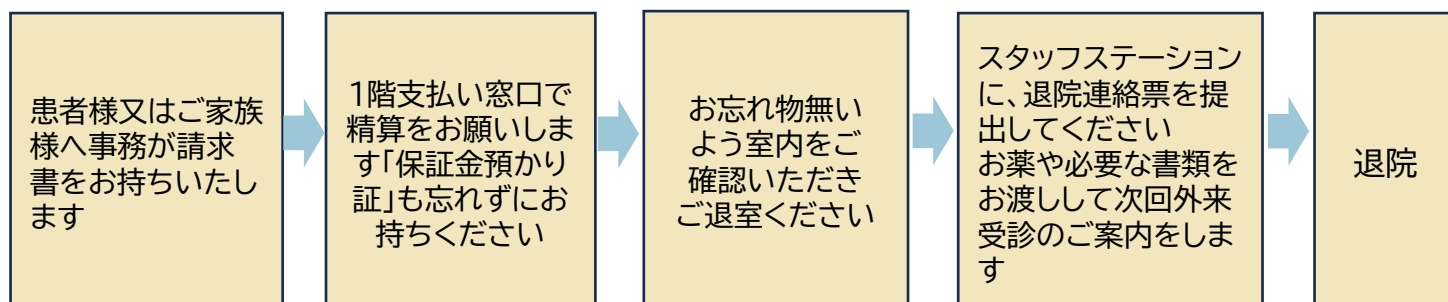 患者様又はご家族
様へ事務が請求
書をお持ちいたし
ます
1階支払い窓口で
精算をお願いしま
す「保証金預かり
証」も忘れずにお
持ちください
お忘れ物無い
よう室内をご
確認いただき
ご退室ください
スタッフステーション
に、退院連絡票を提
出してください
お薬や必要な書類を
お渡しして次回外来
受診のご案内をしま
す
退院